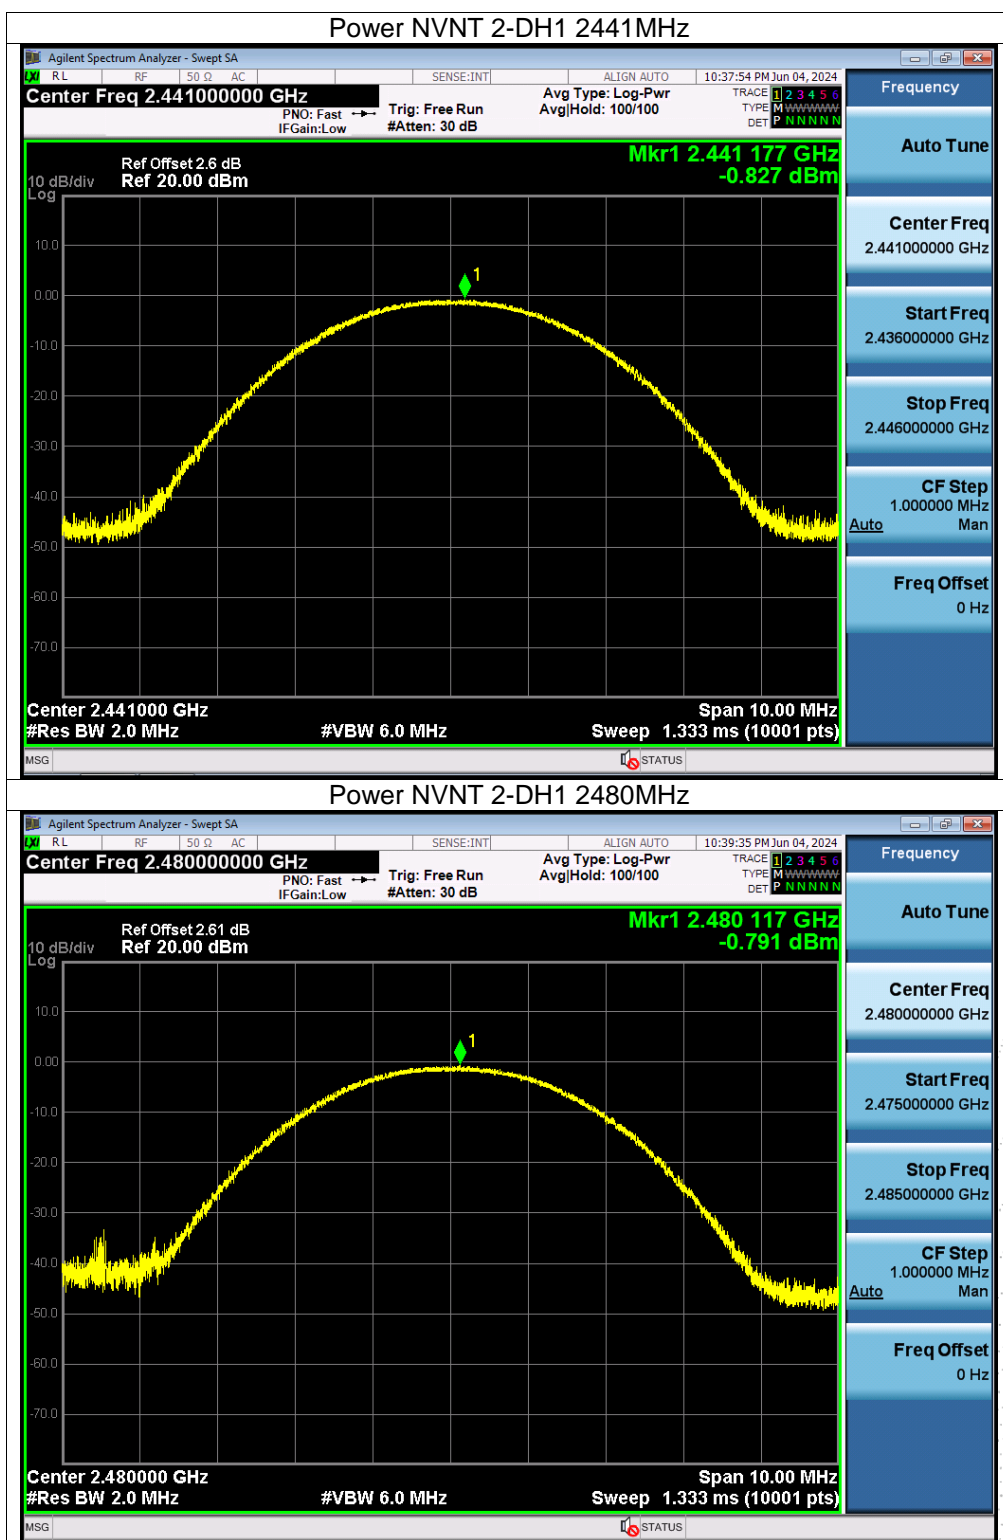 Power NVNT 2-DH1 2441MHz
Agilent Spectrum Analyzer - Swept SA
LXI RL RF 50 Ω AC SENSE:INT ALIGN AUTO 10:37:54 PM Jun 04, 2024
Center Freq 2.441000000 GHz
PNO: Fast
IFGain:Low
Trig: Free Run
#Atten: 30 dB
Avg Type: Log-Pwr
Avg|Hold: 100/100
TRACE 1 2 3 4 5 6
TYPE M WWWWW
DET P N N N N N
Frequency
Auto Tune
Center Freq
2.441000000 GHz
Start Freq
2.436000000 GHz
Stop Freq
2.446000000 GHz
CF Step
1.000000 MHz
Auto Man
Freq Offset
0 Hz
Mkr1 2.441 177 GHz
-0.827 dBm
Ref Offset 2.6 dB
10 dB/div Ref 20.00 dBm
Log
10.0
1
0.00
-10.0
-20.0
-30.0
-40.0
-50.0
-60.0
-70.0
Center 2.441000 GHz Span 10.00 MHz
#Res BW 2.0 MHz #VBW 6.0 MHz Sweep 1.333 ms (10001 pts)
MSG STATUS
Power NVNT 2-DH1 2480MHz
Agilent Spectrum Analyzer - Swept SA
LXI RL RF 50 Ω AC SENSE:INT ALIGN AUTO 10:39:35 PM Jun 04, 2024
Center Freq 2.480000000 GHz
PNO: Fast
IFGain:Low
Trig: Free Run
#Atten: 30 dB
Avg Type: Log-Pwr
Avg|Hold: 100/100
TRACE 1 2 3 4 5 6
TYPE M WWWWW
DET P N N N N N
Frequency
Auto Tune
Center Freq
2.480000000 GHz
Start Freq
2.475000000 GHz
Stop Freq
2.485000000 GHz
CF Step
1.000000 MHz
Auto Man
Freq Offset
0 Hz
Mkr1 2.480 117 GHz
-0.791 dBm
Ref Offset 2.61 dB
10 dB/div Ref 20.00 dBm
Log
10.0
1
0.00
-10.0
-20.0
-30.0
-40.0
-50.0
-60.0
-70.0
Center 2.480000 GHz Span 10.00 MHz
#Res BW 2.0 MHz #VBW 6.0 MHz Sweep 1.333 ms (10001 pts)
MSG STATUS